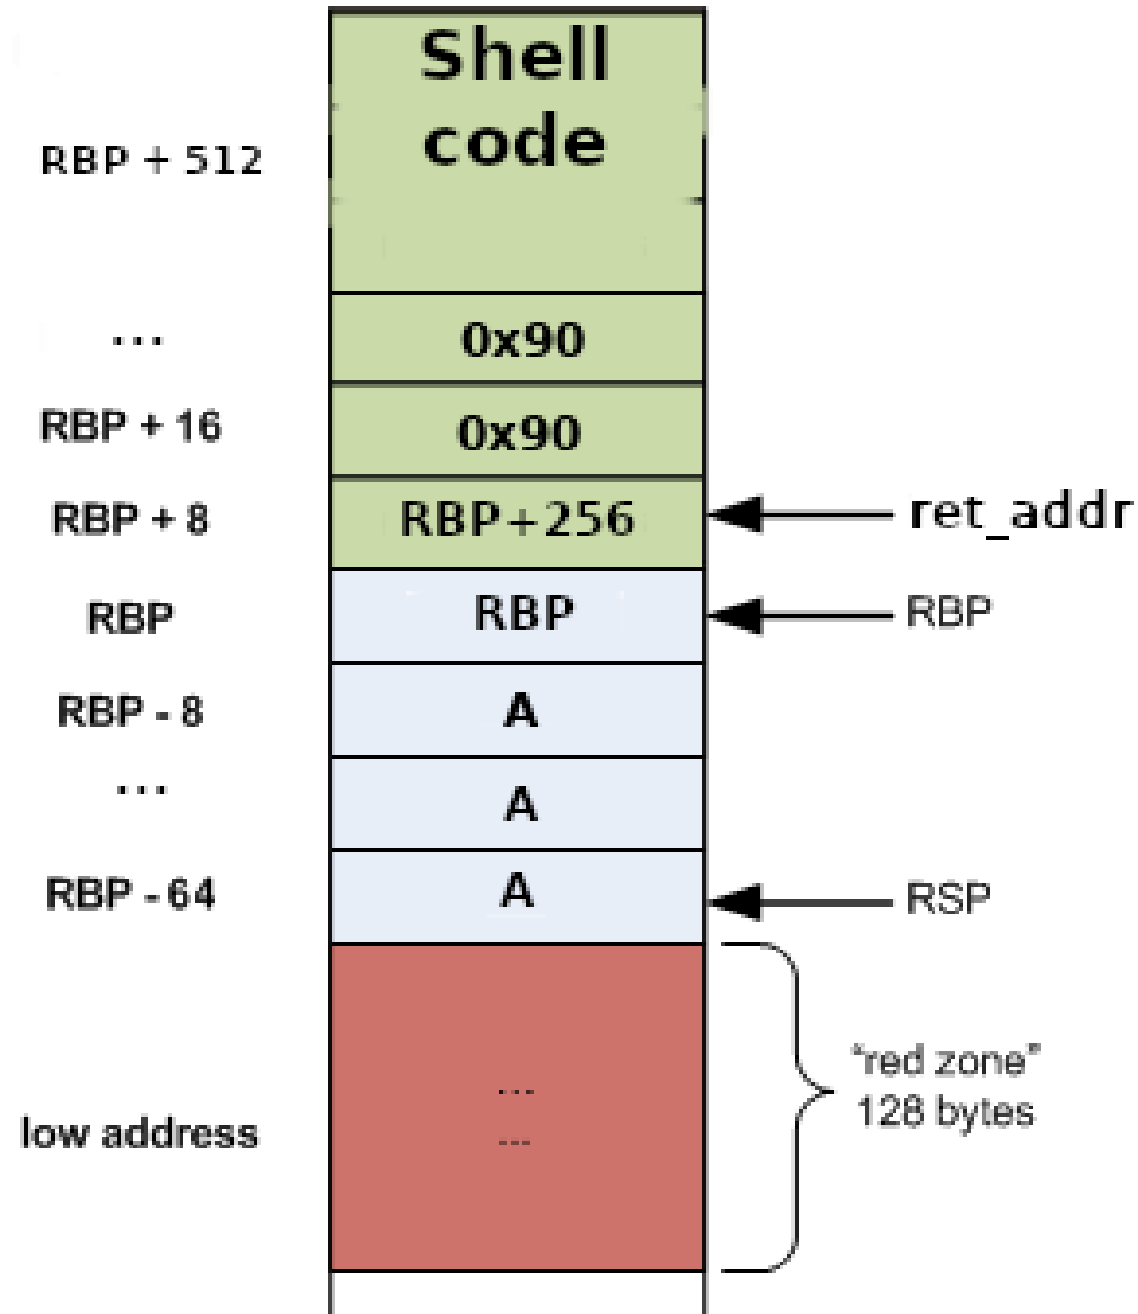 Shell
code
RBP + 512
...
0x90
RBP + 16
0x90
RBP + 8
RBP+256
ret_addr
RBP
RBP
RBP
RBP - 8
A
...
A
RBP - 64
A
RSP
...
...
"red zone"
128 bytes
low address